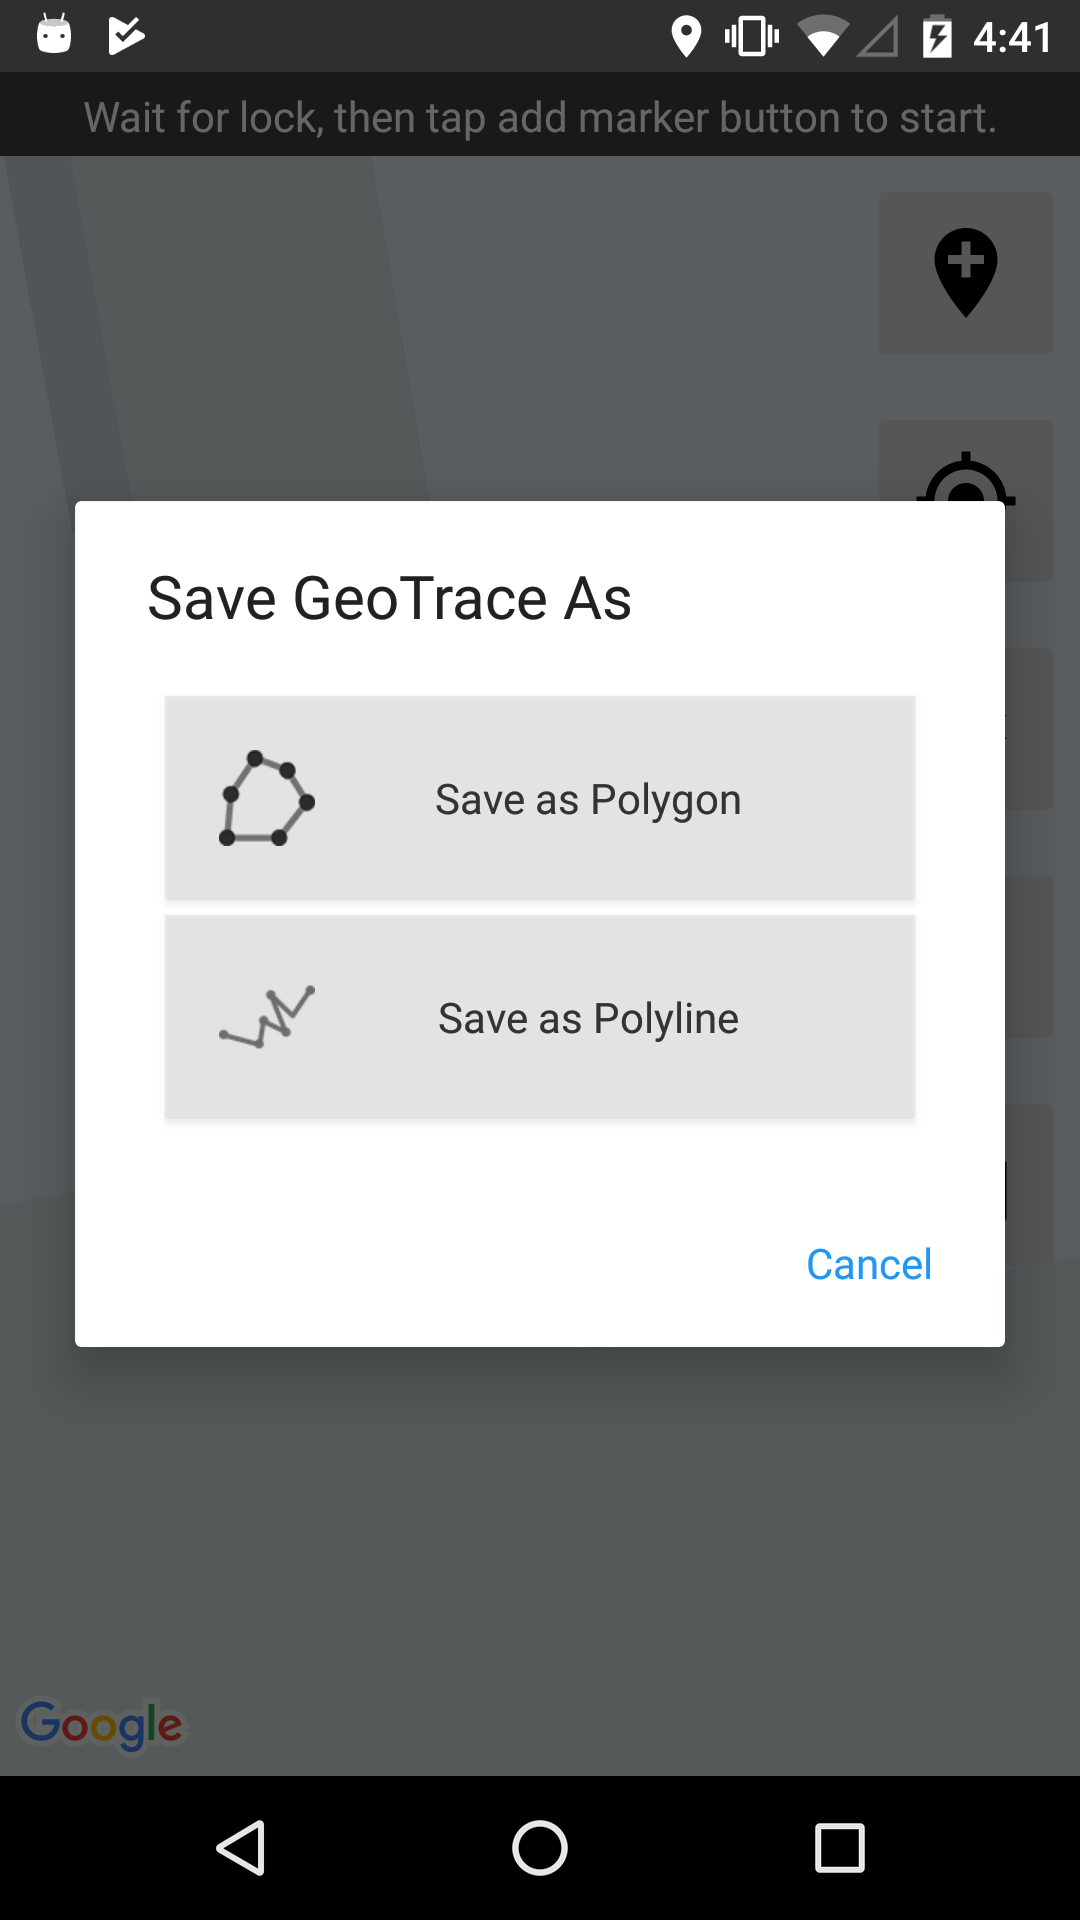 4:41
Wait for lock, then tap add marker button to start.
Save GeoTrace As
Save as Polygon
Save as Polyline
Cancel
Google